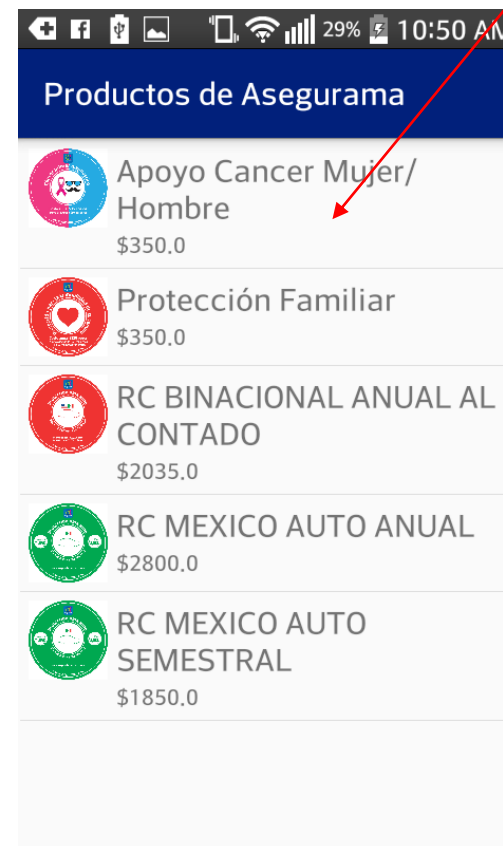 29% 10:50 AM
Productos de Asegurama
Apoyo Cancer Mujer/
Hombre
$350.0
Protección Familiar
$350.0
RC BINACIONAL ANUAL AL
CONTADO
$2035.0
RC MEXICO AUTO ANUAL
$2800.0
RC MEXICO AUTO
SEMESTRAL
$1850.0